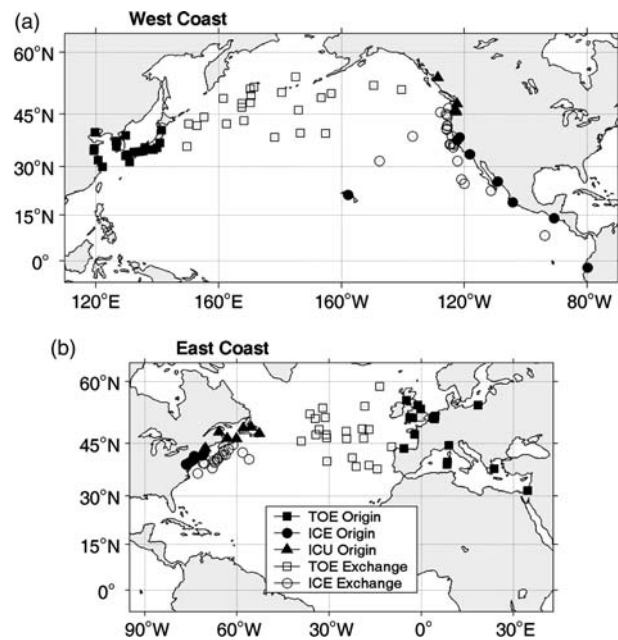 (a) West Coast
60°N
45°N
30°N
15°N
0°
120°E 160°E 160°W 120°W 80°W
(b) East Coast
60°N
45°N
30°N
15°N
0°
TOE Origin
ICE Origin
ICU Origin
TOE Exchange
ICE Exchange
90°W 60°W 30°W 0° 30°E